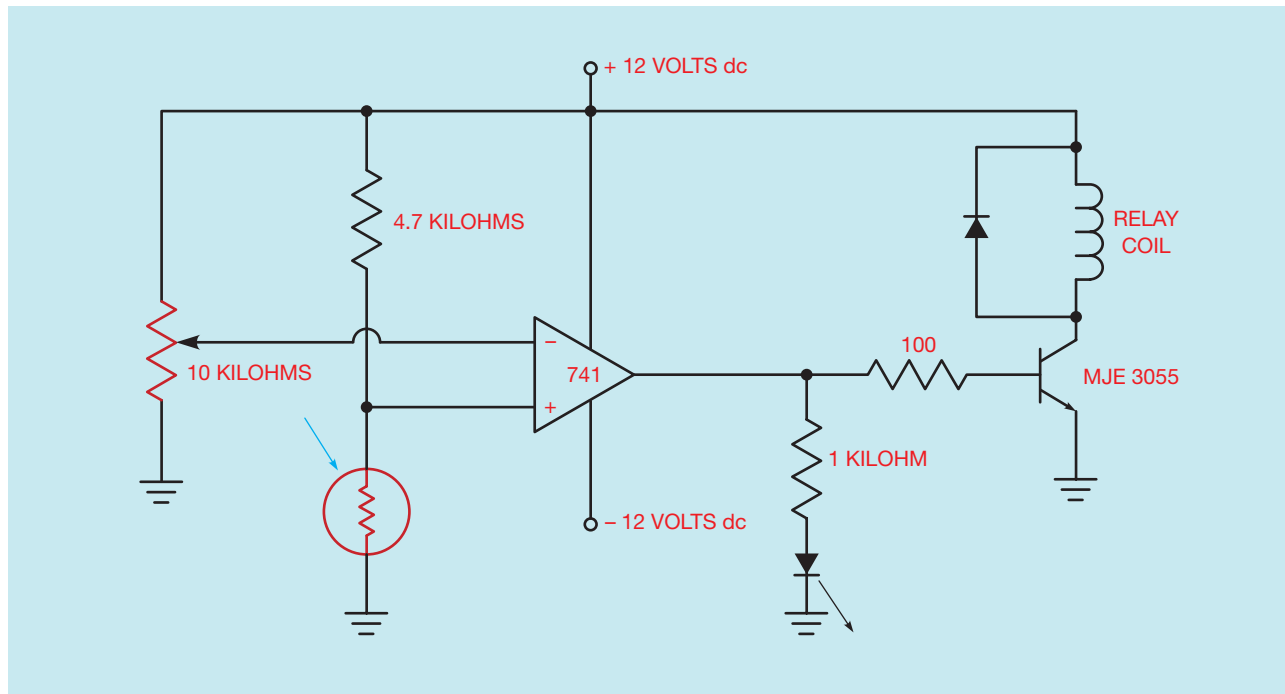 + 12 VOLTS dc
4.7 KILOHMS
RELAY
COIL
10 KILOHMS
−
741
+
100
MJE 3055
1 KILOHM
− 12 VOLTS dc